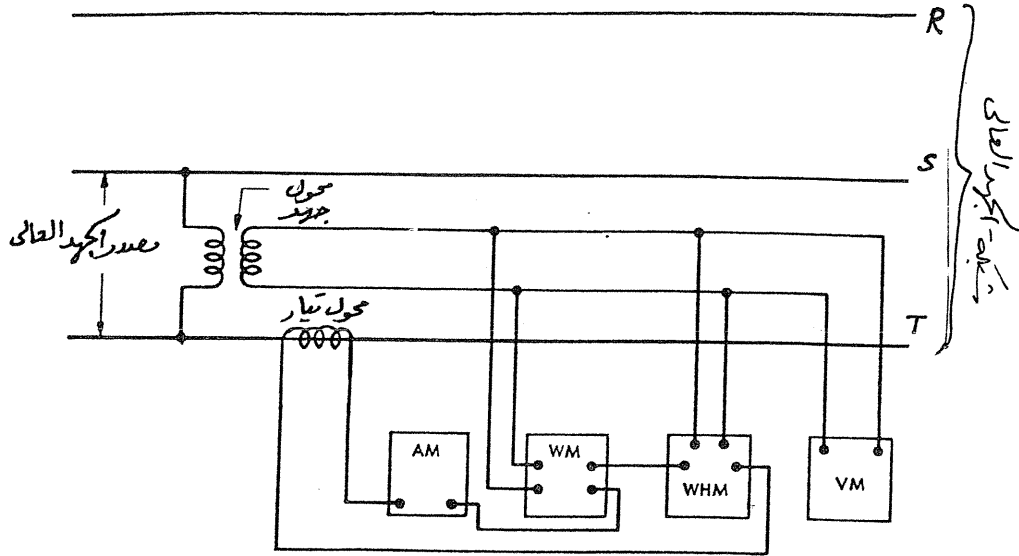 R
شبكة الجهد العالى
S
محول
جهد
مصدر الجهد العالى
محول تيار
T
AM
WM
WHM
VM